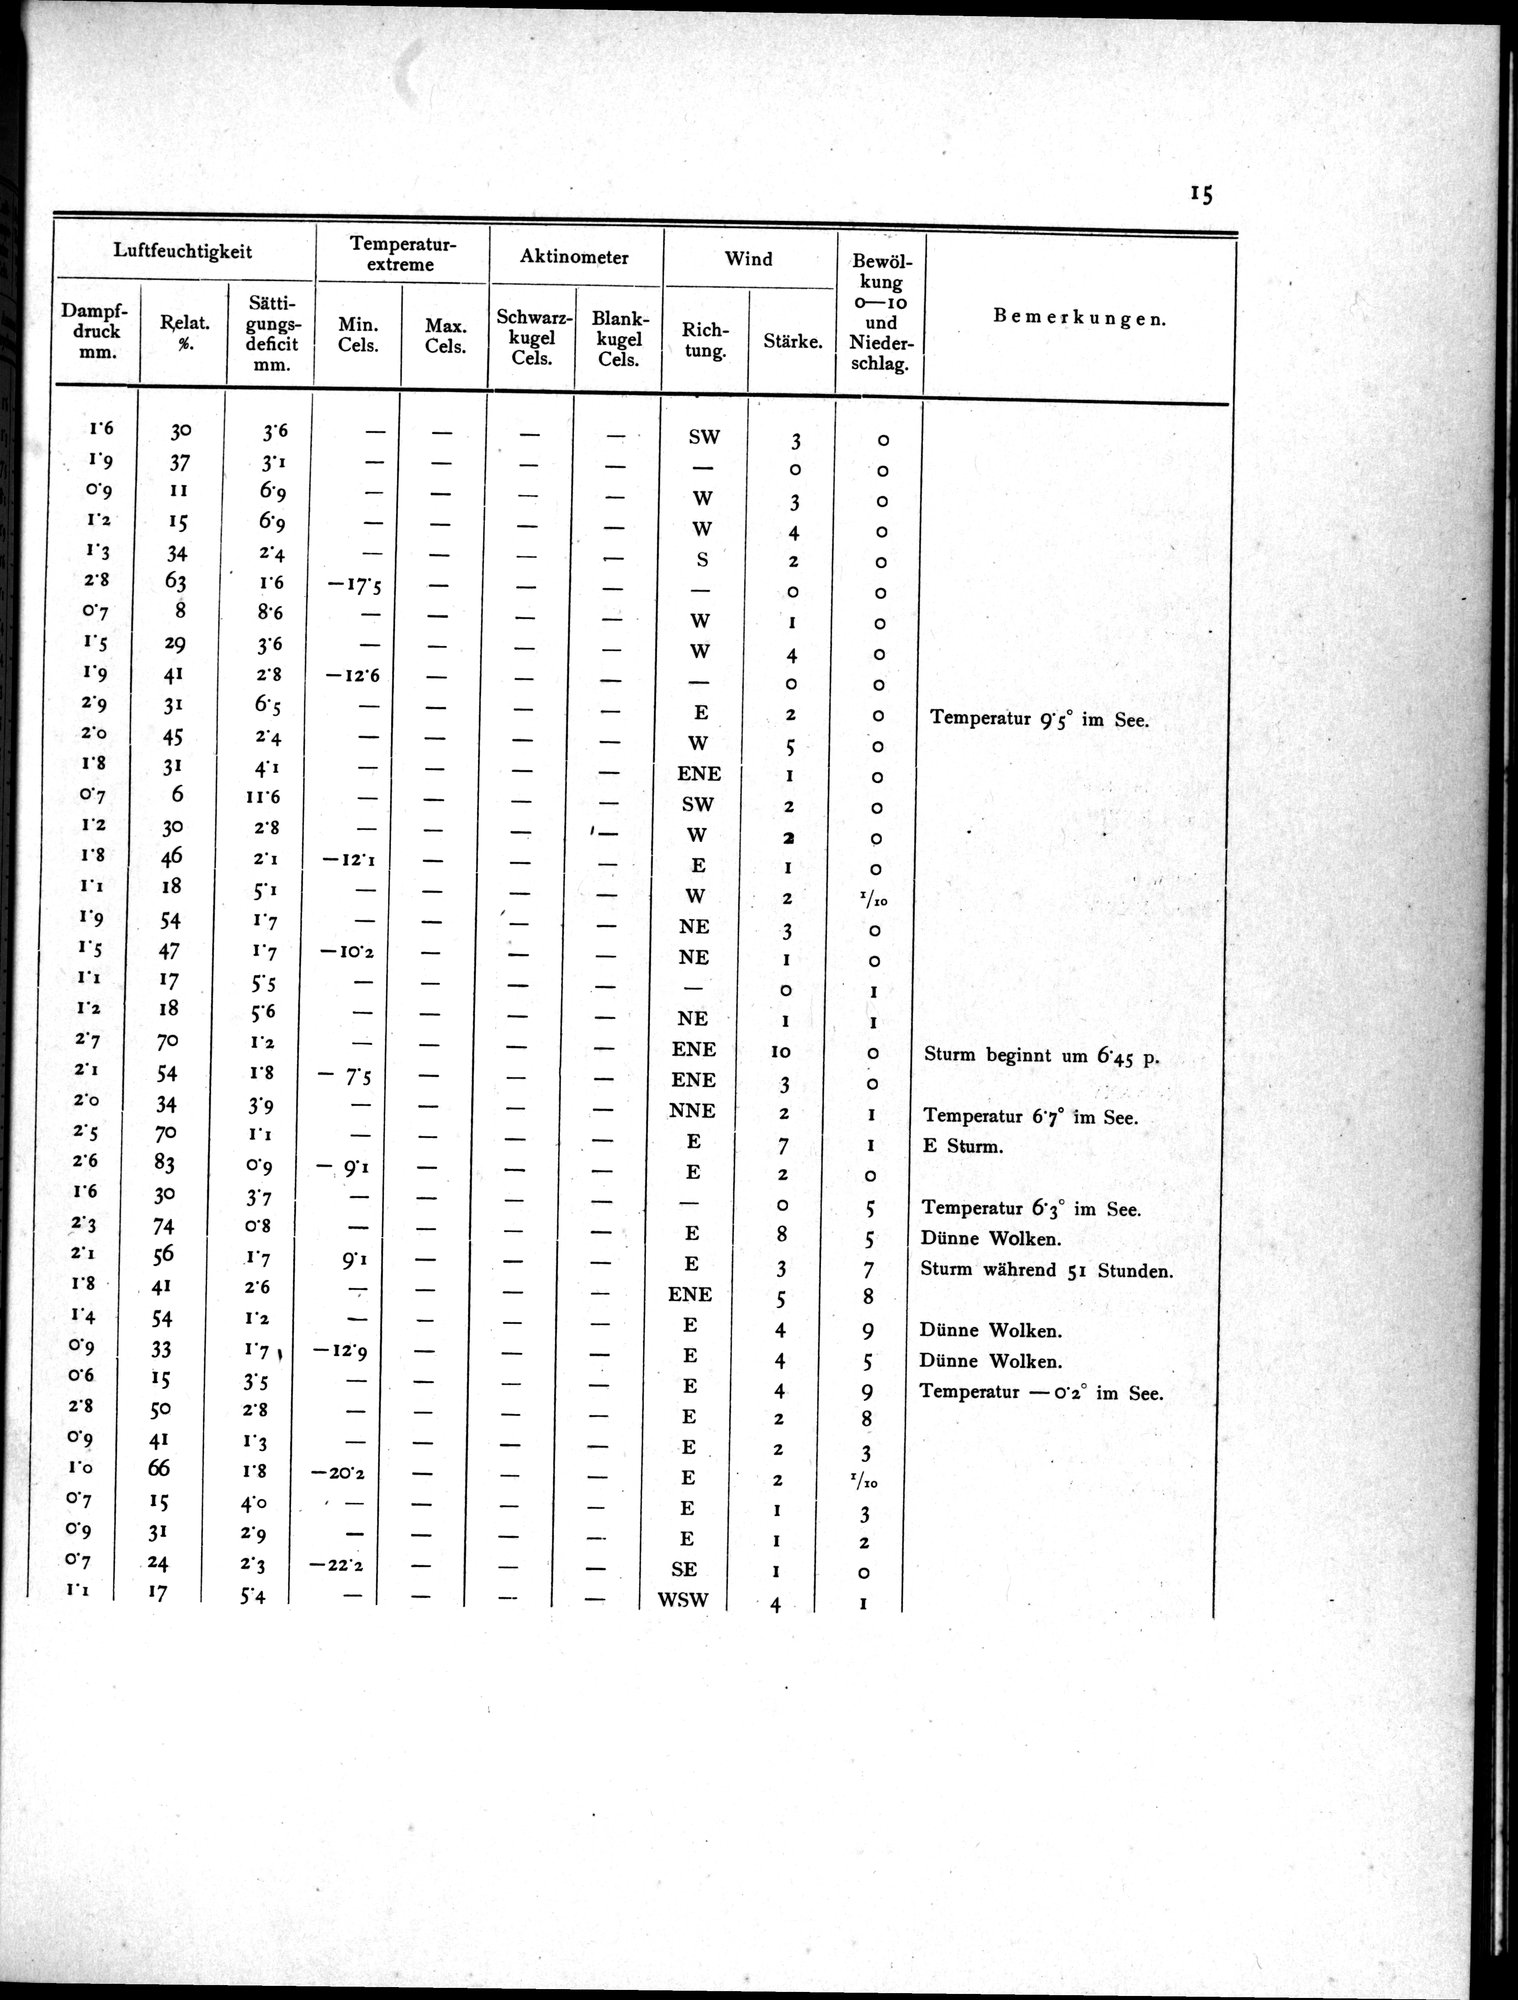 15
Luftfeuchtigkeit | Temperatur-extreme | Aktinometer | Wind | Bewöl-kung 0—10 und Nieder-schlag. | Bemerkungen.
Dampf-druck mm. | Relat. %. | Sätti-gungs-deficit mm. | Min. Cels. | Max. Cels. | Schwarz-kugel Cels. | Blank-kugel Cels. | Rich-tung. | Stärke.
1·6 30 3·6 — — — — SW 3 0
1·9 37 3·1 — — — — — 0 0
0·9 11 6·9 — — — — W 3 0
1·2 15 6·9 — — — — W 4 0
1·3 34 2·4 — — — — S 2 0
2·8 63 1·6 —17·5 — — — — 0 0
0·7 8 8·6 — — — — W 1 0
1·5 29 3·6 — — — — W 4 0
1·9 41 2·8 —12·6 — — — — 0 0
2·9 31 6·5 — — — — E 2 0 Temperatur 9·5° im See.
2·0 45 2·4 — — — — W 5 0
1·8 31 4·1 — — — — ENE 1 0
0·7 6 11·6 — — — — SW 2 0
1·2 30 2·8 — — — — W 2 0
1·8 46 2·1 —12·1 — — — E 1 0
1·1 18 5·1 — — — — W 2 1/10
1·9 54 1·7 — — — — NE 3 0
1·5 47 1·7 —10·2 — — — NE 1 0
1·1 17 5·5 — — — — — 0 1
1·2 18 5·6 — — — — NE 1 1
2·7 70 1·2 — — — — ENE 10 0 Sturm beginnt um 6·45 p.
2·1 54 1·8 — 7·5 — — — ENE 3 0
2·0 34 3·9 — — — — NNE 2 1 Temperatur 6·7° im See.
2·5 70 1·1 — — — — E 7 1 E Sturm.
2·6 83 0·9 — 9·1 — — — E 2 0
1·6 30 3·7 — — — — — 0 5 Temperatur 6·3° im See.
2·3 74 0·8 — — — — E 8 5 Dünne Wolken.
2·1 56 1·7 9·1 — — — E 3 7 Sturm während 51 Stunden.
1·8 41 2·6 — — — — ENE 5 8
1·4 54 1·2 — — — — E 4 9 Dünne Wolken.
0·9 33 1·7 —12·9 — — — E 4 5 Dünne Wolken.
0·6 15 3·5 — — — — E 4 9 Temperatur —0·2° im See.
2·8 50 2·8 — — — — E 2 8
0·9 41 1·3 — — — — E 2 3
1·0 66 1·8 —20·2 — — — E 2 1/10
0·7 15 4·0 — — — — E 1 3
0·9 31 2·9 — — — — E 1 2
0·7 24 2·3 —22·2 — — — SE 1 0
1·1 17 5·4 — — — — WSW 4 1